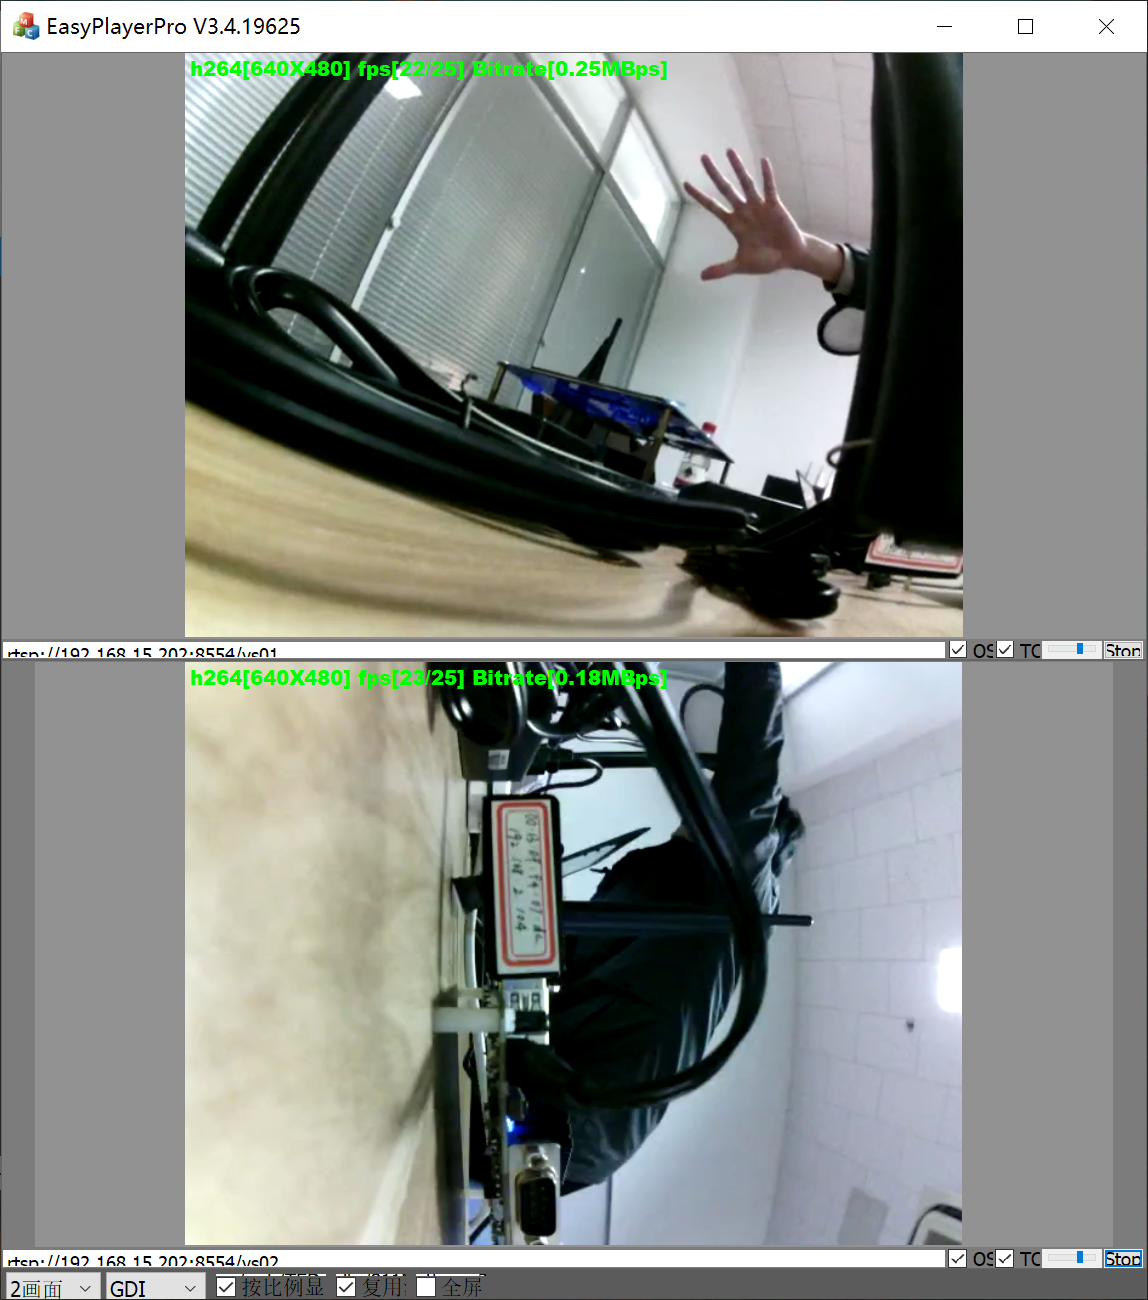 EasyPlayerPro V3.4.19625
h264[640X480] fps[22/25] Bitrate[0.25MBps]
rtsp://192.168.15.202:8554/vs01
OS
TC
Stop
h264[640X480] fps[23/25] Bitrate[0.18MBps]
rtsp://192.168.15.202:8554/vs02
OS
TC
Stop
2画面
GDI
按比例显
复用
全屏